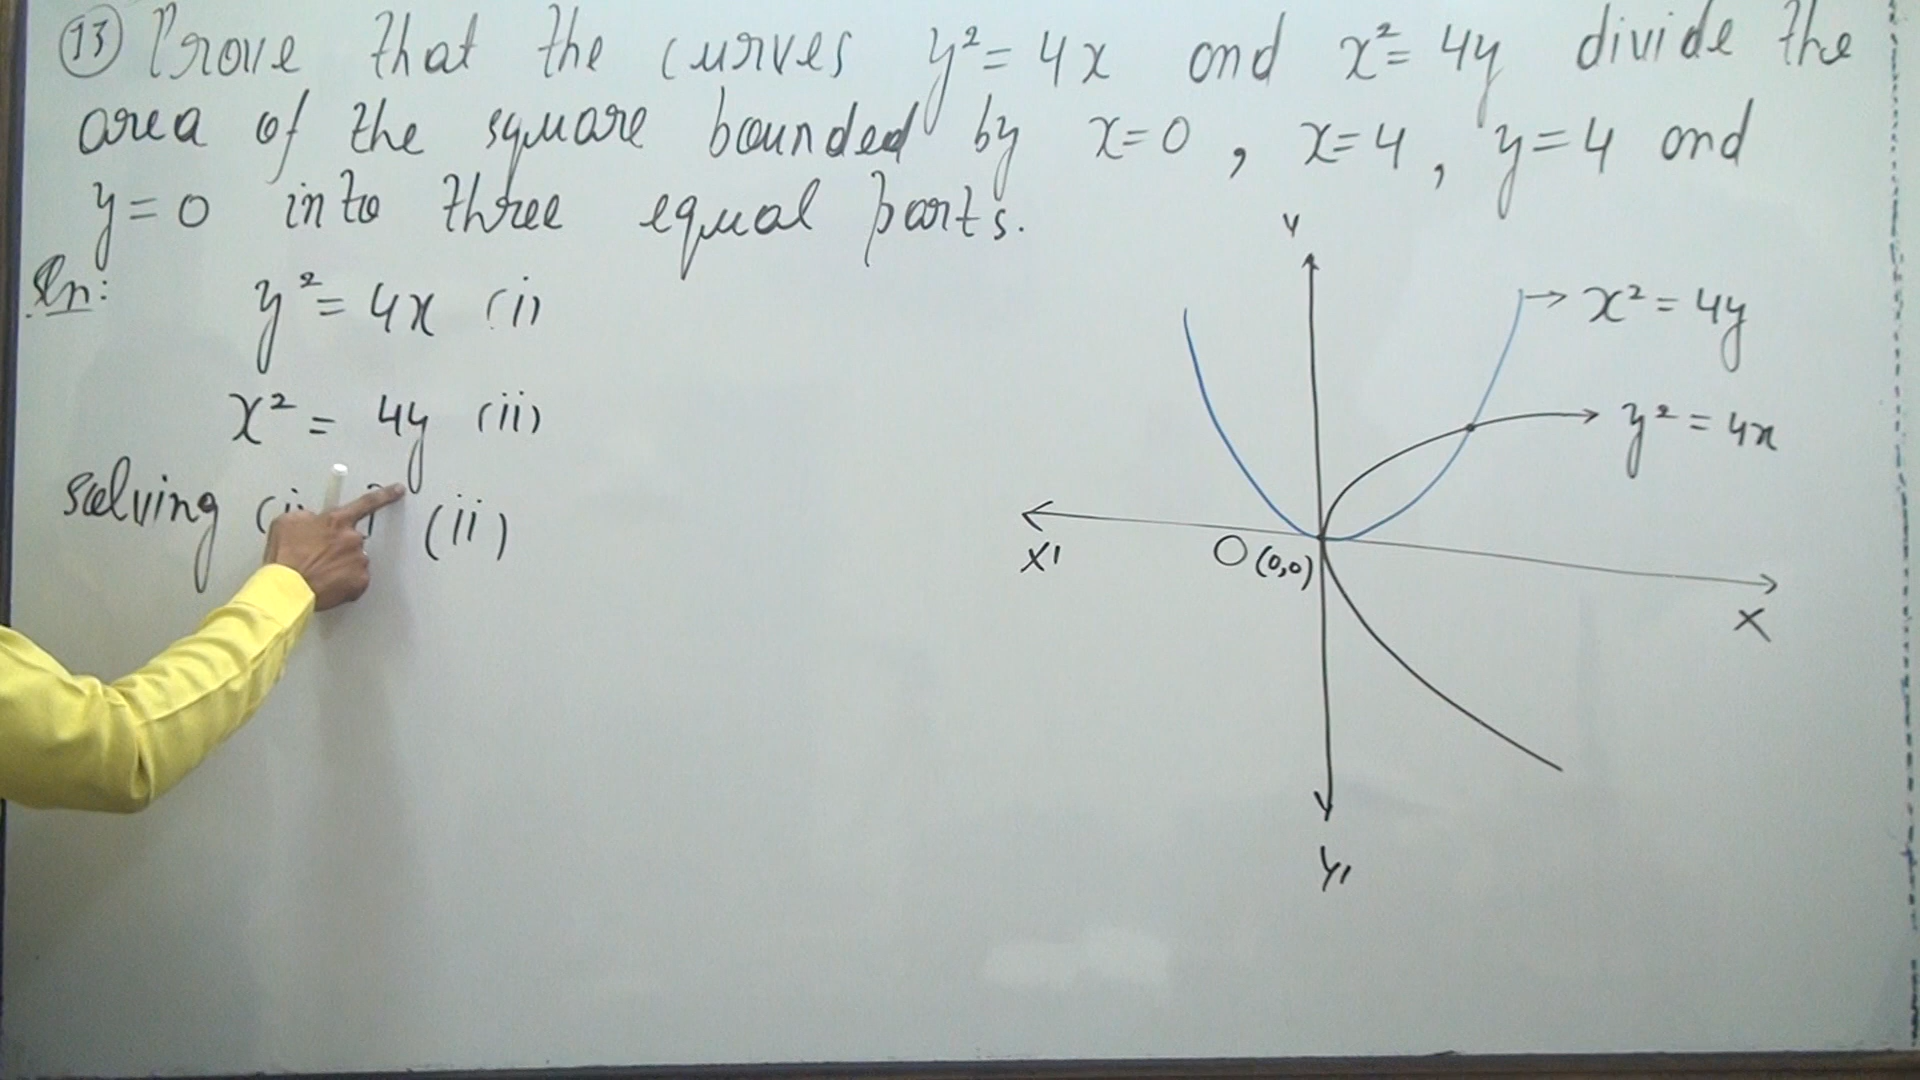 13 Prove that the curves y² = 4x and x² = 4y divide the
area of the square bounded by x=0, x=4, y=4 and
y=0 into three equal parts.
Sln:
y² = 4x (i)
x² = 4y (ii)
solving (i) (ii)
Y
→ x² = 4y
y² = 4x
X'
O (0,0)
X
Y'